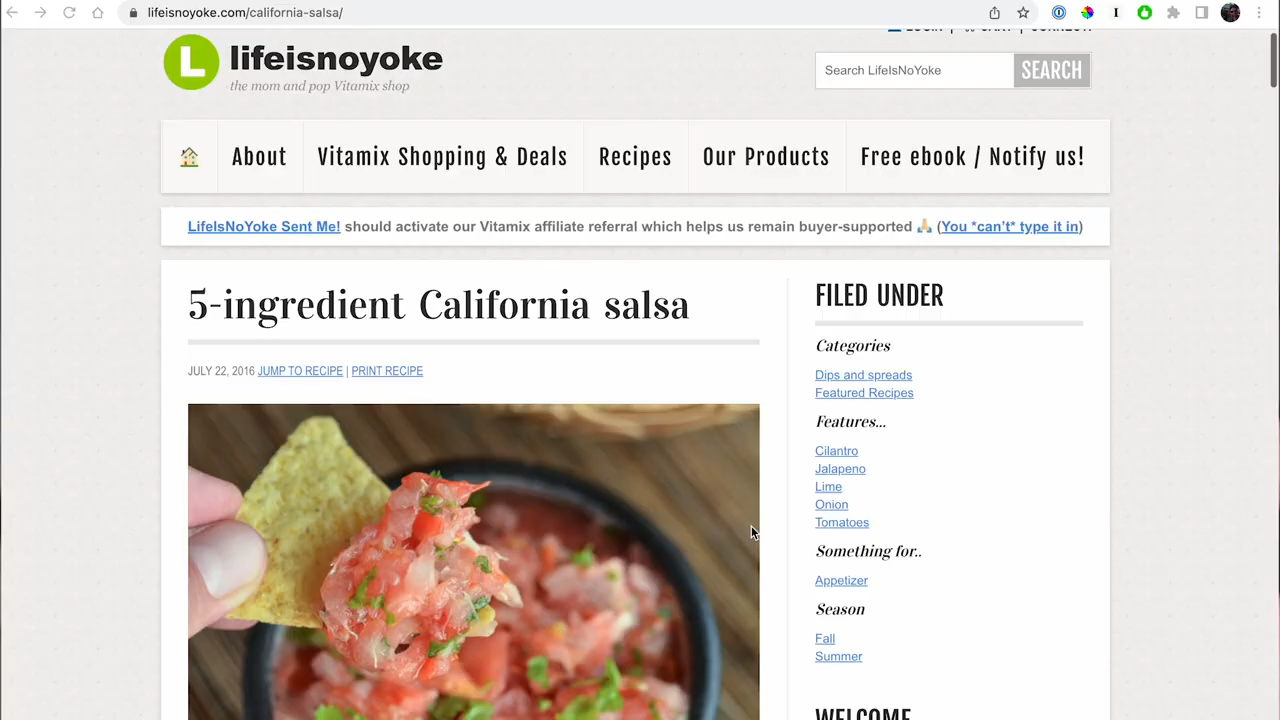 lifeisnoyoke.com/california-salsa/
LOGIN | CART | CONNECT!
L lifeisnoyoke
the mom and pop Vitamix shop
Search LifeIsNoYoke SEARCH
About Vitamix Shopping & Deals Recipes Our Products Free ebook / Notify us!
LifeIsNoYoke Sent Me! should activate our Vitamix affiliate referral which helps us remain buyer-supported 🙏 (You *can't* type it in)
5-ingredient California salsa
JULY 22, 2016 JUMP TO RECIPE | PRINT RECIPE
FILED UNDER
Categories
Dips and spreads
Featured Recipes
Features...
Cilantro
Jalapeno
Lime
Onion
Tomatoes
Something for..
Appetizer
Season
Fall
Summer
WELCOME